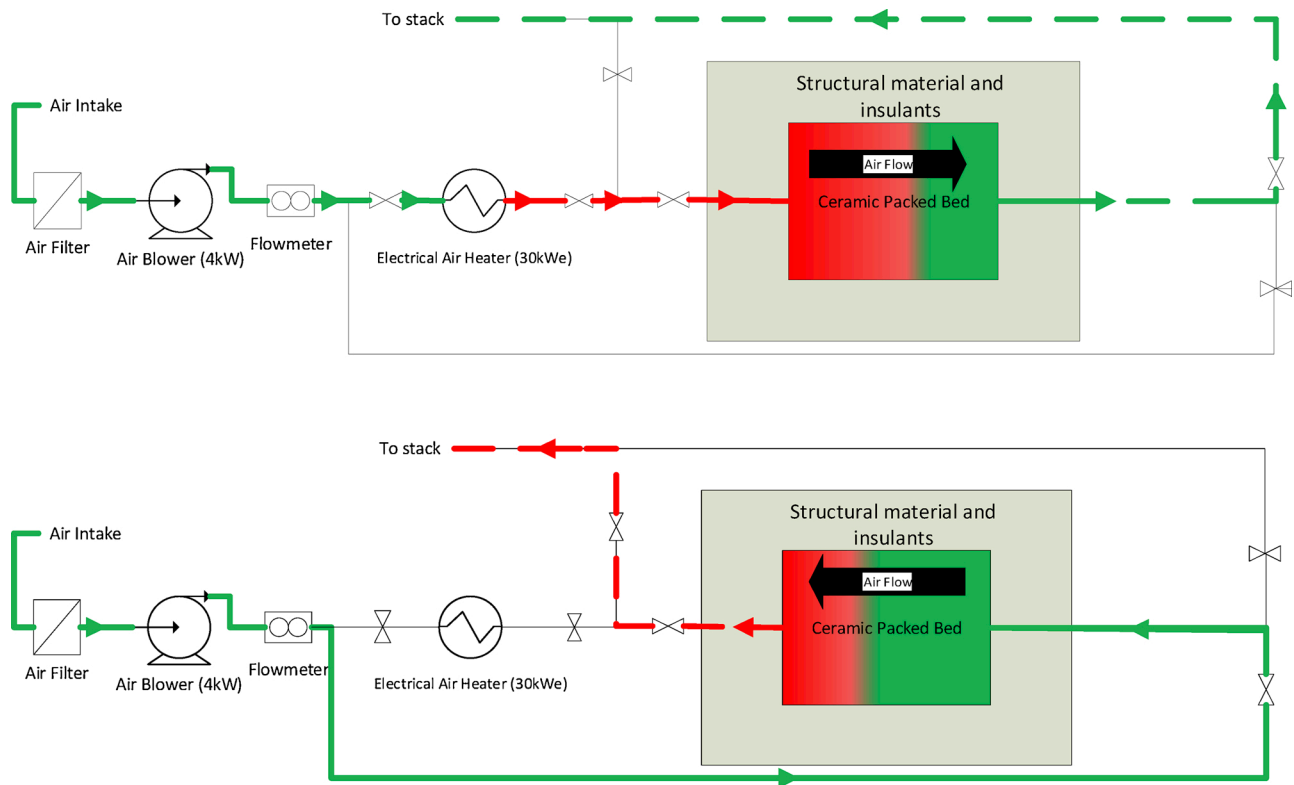 To stack
Air Intake
Structural material and
insulants
Air Flow
Ceramic Packed Bed
Air Filter
Air Blower (4kW)
Flowmeter
Electrical Air Heater (30kWe)
To stack
Air Intake
Structural material and
insulants
Air Flow
Ceramic Packed Bed
Air Filter
Air Blower (4kW)
Flowmeter
Electrical Air Heater (30kWe)